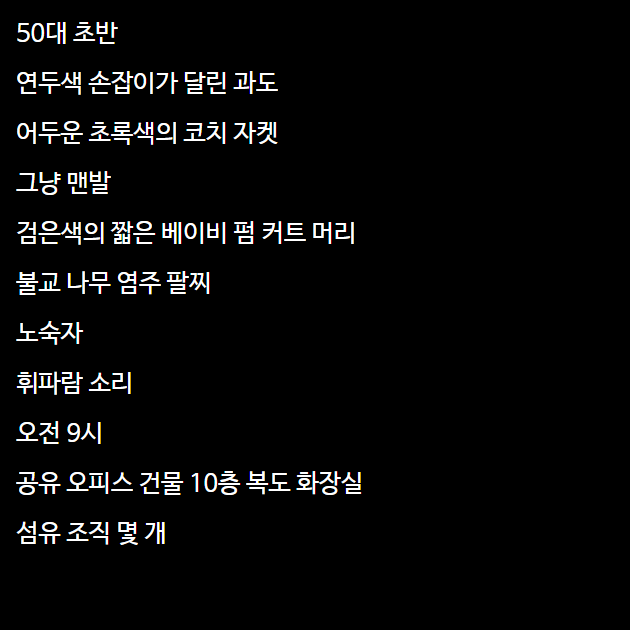 50대 초반
연두색 손잡이가 달린 과도
어두운 초록색의 코치 자켓
그냥 맨발
검은색의 짧은 베이비 펌 커트 머리
불교 나무 염주 팔찌
노숙자
휘파람 소리
오전 9시
공유 오피스 건물 10층 복도 화장실
섬유 조직 몇 개